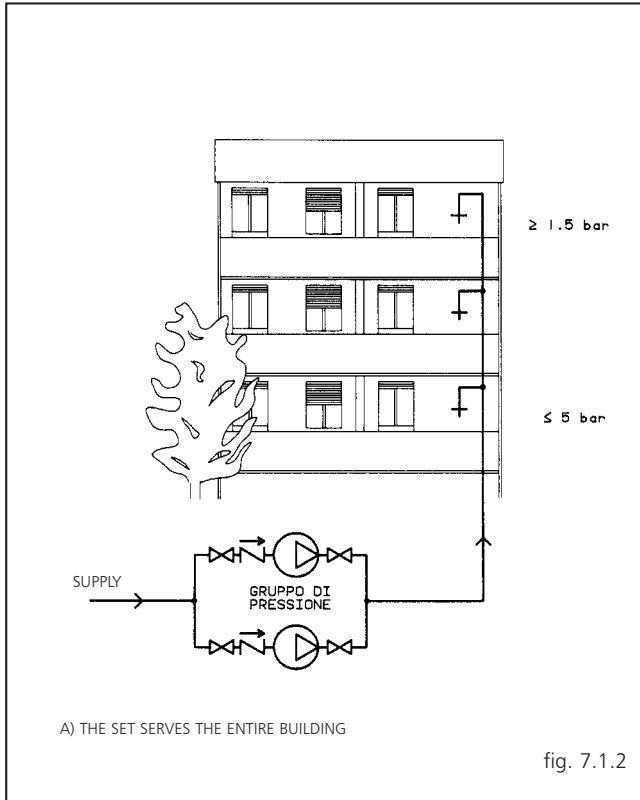 ≥ 1.5 bar
≤ 5 bar
SUPPLY
GRUPPO DI
PRESSIONE
A) THE SET SERVES THE ENTIRE BUILDING
fig. 7.1.2